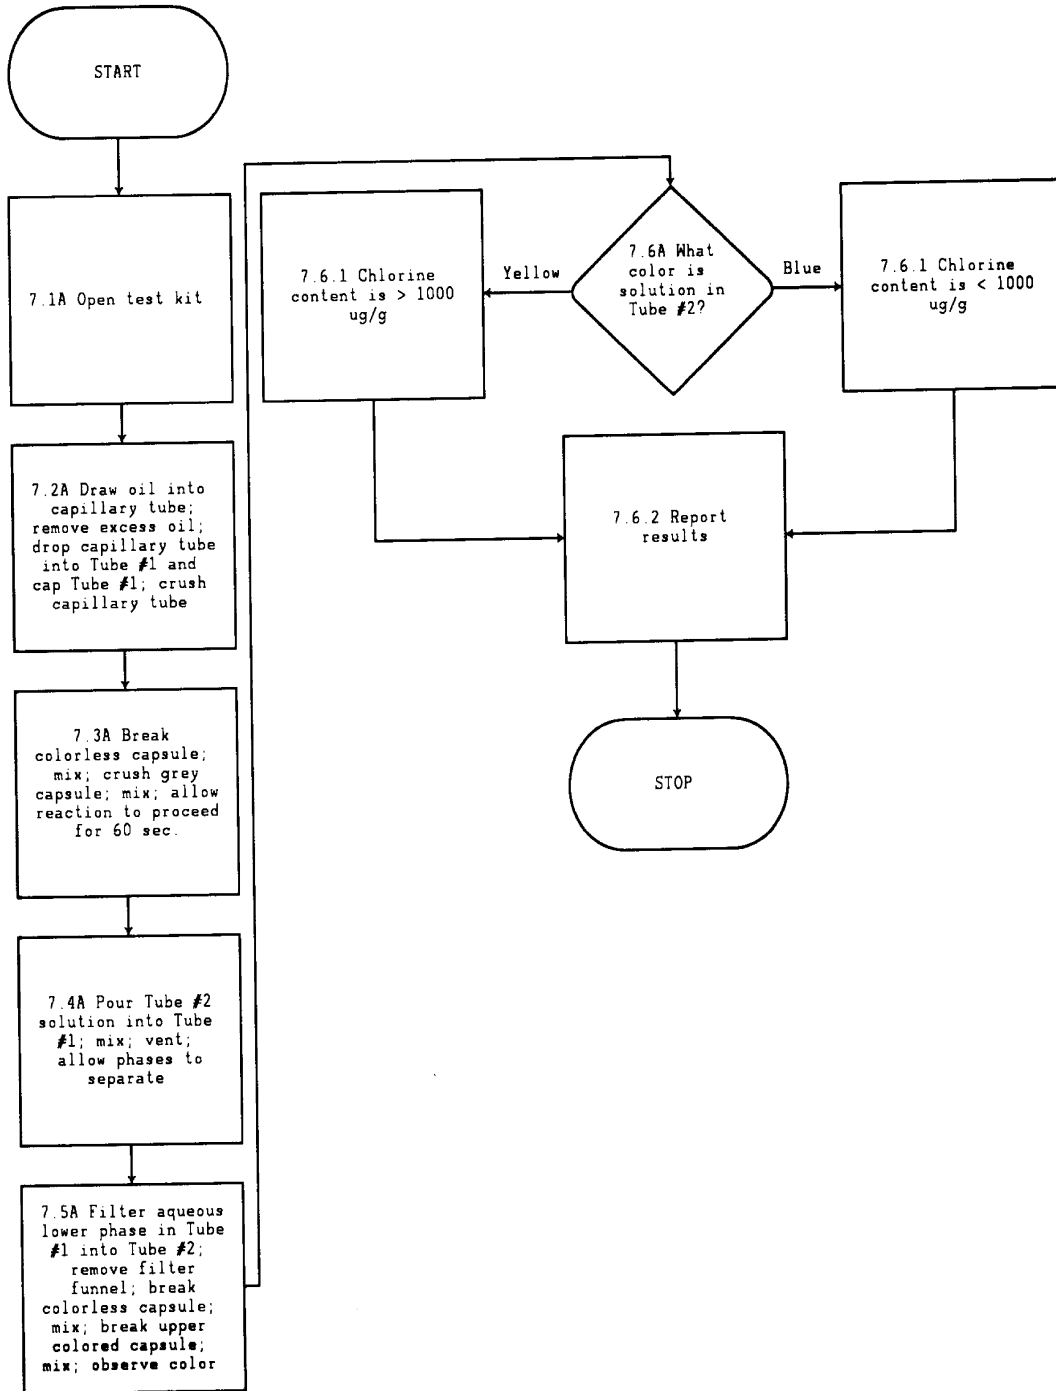 START
7.1A Open test kit
7.2A Draw oil into
capillary tube;
remove excess oil;
drop capillary tube
into Tube #1 and
cap Tube #1; crush
capillary tube
7.3A Break
colorless capsule;
mix; crush grey
capsule; mix; allow
reaction to proceed
for 60 sec.
7.4A Pour Tube #2
solution into Tube
#1; mix; vent;
allow phases to
separate
7.5A Filter aqueous
lower phase in Tube
#1 into Tube #2;
remove filter
funnel; break
colorless capsule;
mix; break upper
colored capsule;
mix; observe color
7.6A What
color is
solution in
Tube #2?
Yellow
7.6.1 Chlorine
content is > 1000
ug/g
Blue
7.6.1 Chlorine
content is < 1000
ug/g
7.6.2 Report
results
STOP